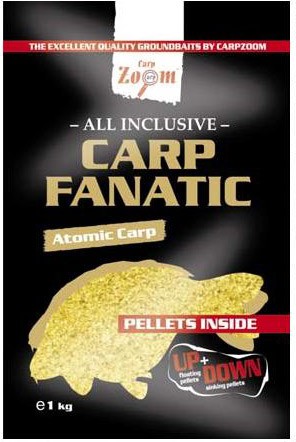 THE EXCELLENT QUALITY GROUNDBAITS BY CARPZOOM
Carp
Zoom
Carp
– ALL INCLUSIVE –
CARP
FANATIC
Atomic Carp
PELLETS INSIDE
UP+
floating
pellets
DOWN
sinking pellets
e1 kg